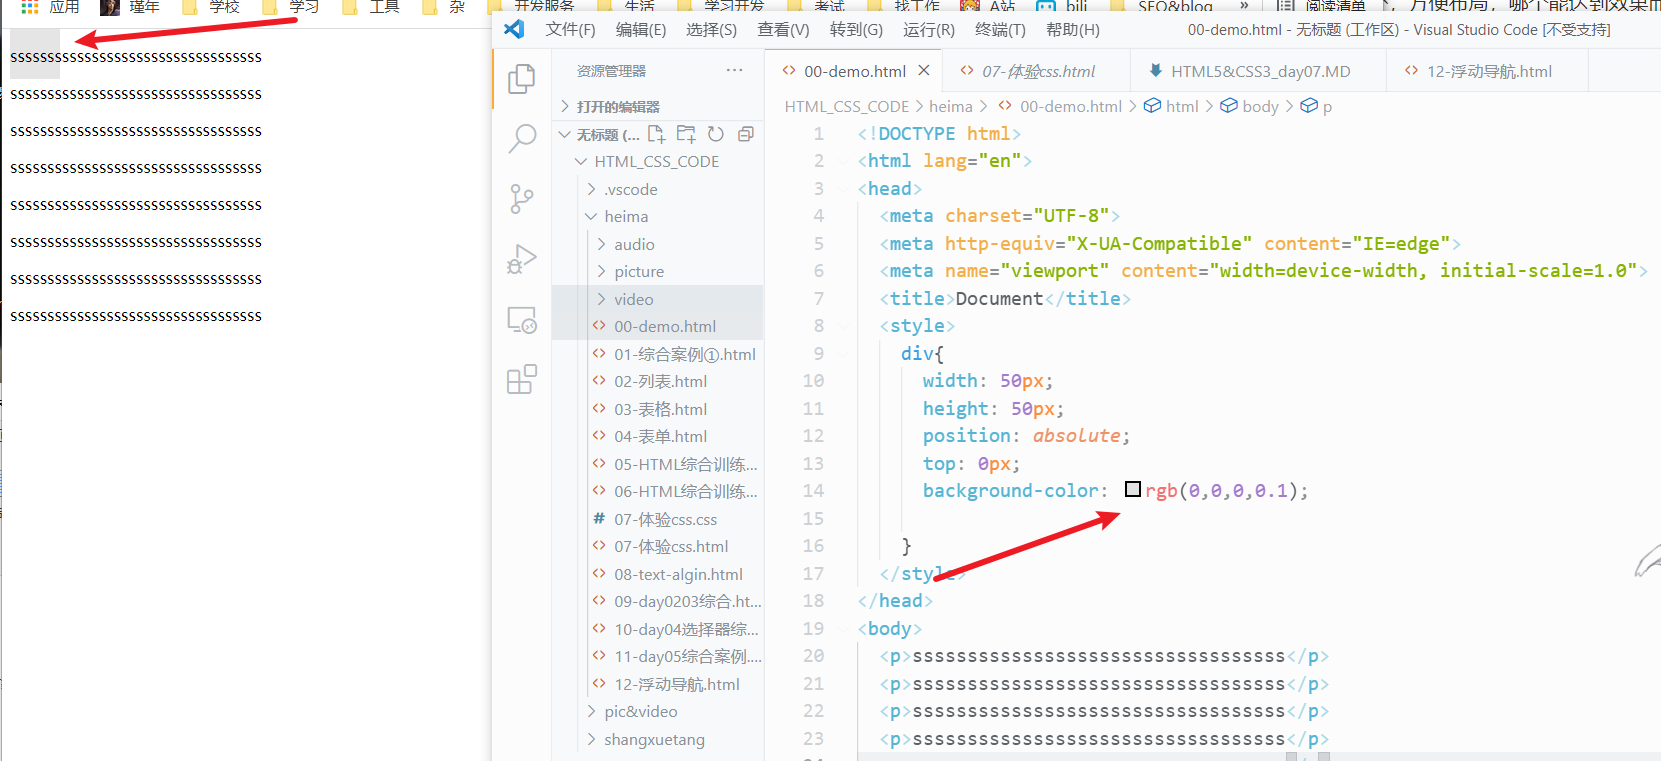 应用 瑾年 学校 学习 工具 杂 开发服务 生活 学习开发 考试 找工作 A站 bili SEO&blog » 阅读清单
ssssssssssssssssssssssssssssssssss
ssssssssssssssssssssssssssssssssss
ssssssssssssssssssssssssssssssssss
ssssssssssssssssssssssssssssssssss
ssssssssssssssssssssssssssssssssss
ssssssssssssssssssssssssssssssssss
ssssssssssssssssssssssssssssssssss
ssssssssssssssssssssssssssssssssss
文件(F) 编辑(E) 选择(S) 查看(V) 转到(G) 运行(R) 终端(T) 帮助(H) 00-demo.html - 无标题 (工作区) - Visual Studio Code [不受支持]
资源管理器 ···
打开的编辑器
无标题 (...
HTML_CSS_CODE
.vscode
heima
audio
picture
video
00-demo.html
01-综合案例①.html
02-列表.html
03-表格.html
04-表单.html
05-HTML综合训练...
06-HTML综合训练...
07-体验css.css
07-体验css.html
08-text-algin.html
09-day0203综合.ht...
10-day04选择器综...
11-day05综合案例....
12-浮动导航.html
pic&video
shangxuetang
00-demo.html 07-体验css.html HTML5&CSS3_day07.MD 12-浮动导航.html
HTML_CSS_CODE > heima > 00-demo.html > html > body > p
1 <!DOCTYPE html>
2 <html lang="en">
3 <head>
4 <meta charset="UTF-8">
5 <meta http-equiv="X-UA-Compatible" content="IE=edge">
6 <meta name="viewport" content="width=device-width, initial-scale=1.0">
7 <title>Document</title>
8 <style>
9 div{
10 width: 50px;
11 height: 50px;
12 position: absolute;
13 top: 0px;
14 background-color: rgb(0,0,0,0.1);
15
16 }
17 </style>
18 </head>
19 <body>
20 <p>ssssssssssssssssssssssssssssssssss</p>
21 <p>ssssssssssssssssssssssssssssssssss</p>
22 <p>ssssssssssssssssssssssssssssssssss</p>
23 <p>ssssssssssssssssssssssssssssssssss</p>